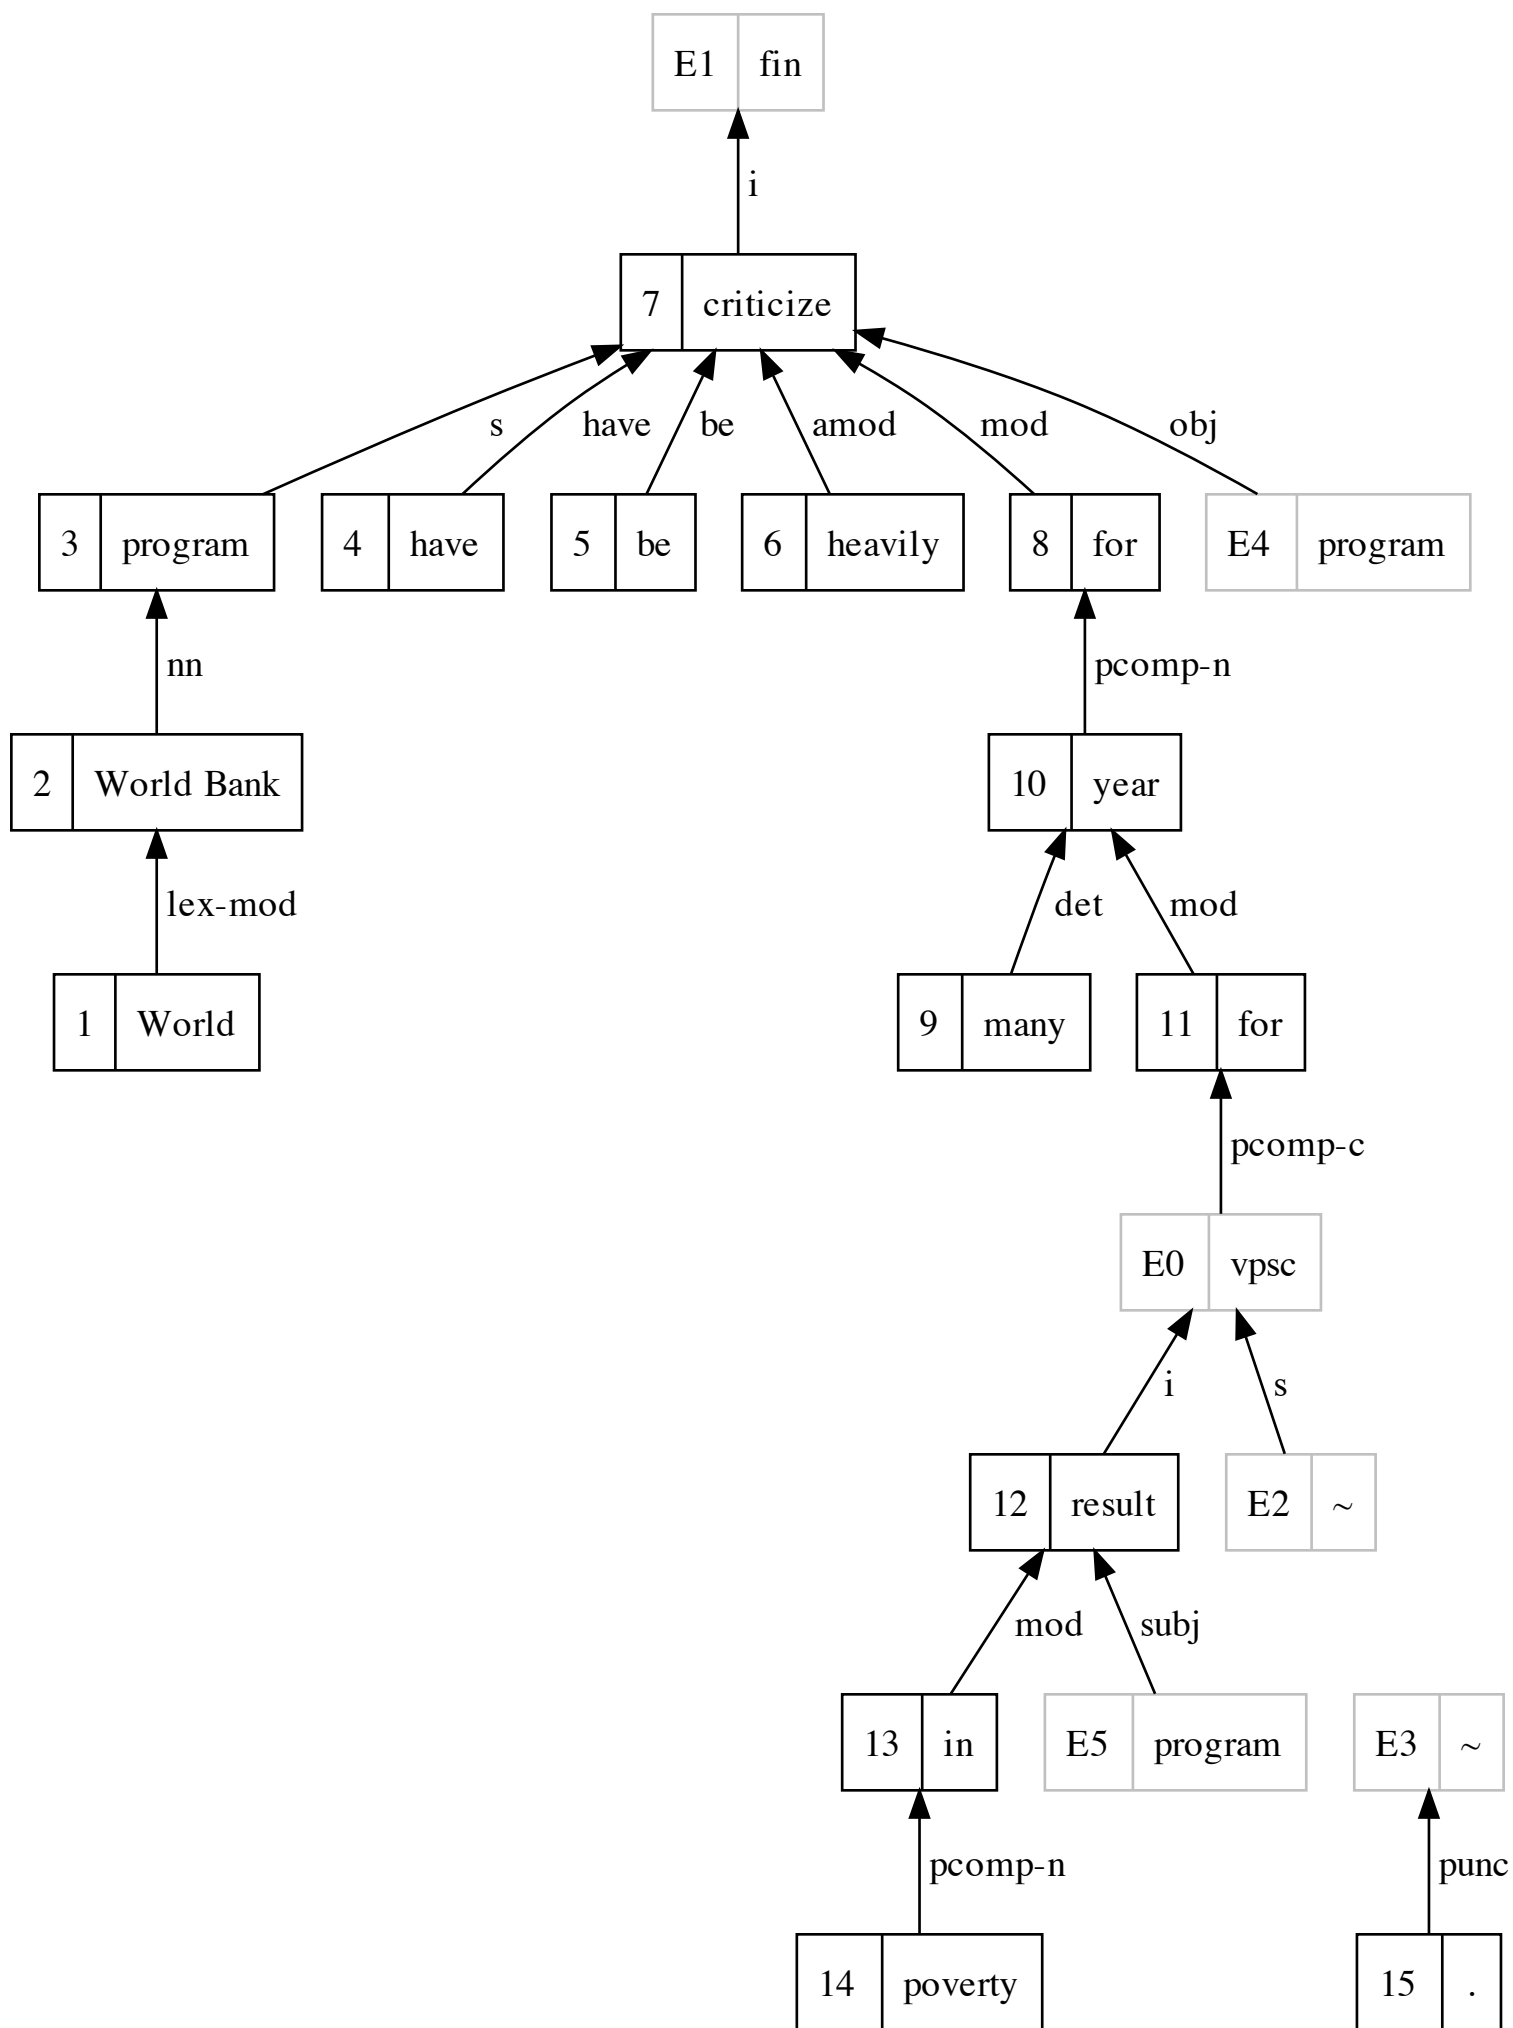 E1 fin
i
7 criticize
s have be amod mod obj
3 program 4 have 5 be 6 heavily 8 for E4 program
nn pcomp-n
2 World Bank 10 year
lex-mod det mod
1 World 9 many 11 for
pcomp-c
E0 vpsc
i s
12 result E2 ~
mod subj
13 in E5 program E3 ~
pcomp-n punc
14 poverty 15 .